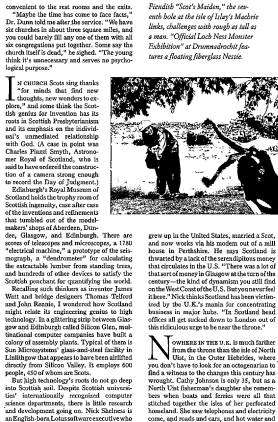 convenient to the rest rooms and the exits.
"Maybe the time has come to face facts,"
Dr. Dunn told me after the service. "We have
six churches in about three square miles, and
you could barely fill any one of them with all
six congregations put together. Some say the
church itself is dead," he sighed. "The young
think it's unnecessary and serves no psycho-
logical purpose."
IN CHURCH Scots sing thanks
"for minds that find new
thoughts, new wonders to ex-
plore," and some think the Scot-
tish genius for invention has its
roots in Scottish Presbyterianism
and its emphasis on the individ-
ual's unmediated relationship
with God. (A case in point was
Charles Piazzi Smyth, Astrono-
mer Royal of Scotland, who is
said to have ordered the construc-
tion of a camera strong enough
to record the Day of Judgment.)
Edinburgh's Royal Museum of
Scotland holds the trophy room of
Scottish ingenuity, case after case
of the inventions and refinements
that tumbled out of the model-
makers' shops of Aberdeen, Dun-
dee, Glasgow, and Edinburgh. There are
scores of telescopes and microscopes, a 1780
"electrical machine," a prototype of the seis-
mograph, a "dendrometer" for calculating
the extractable lumber from standing trees,
and hundreds of other devices to satisfy the
Scottish penchant for quantifying the world.
Recalling such thinkers as inventor James
Watt and bridge designers Thomas Telford
and John Rennie, I wondered how Scotland
might relate its engineering genius to high
technology. In a glittering strip between Glas-
gow and Edinburgh called Silicon Glen, mul-
tinational computer companies have built a
colony of assembly plants. Typical of them is
Sun Microsystems' glass-and-steel facility in
Linlithgow that appears to have been airlifted
directly from Silicon Valley. It employs 600
people, 450 of whom are Scots.
But high technology's roots do not go deep
into Scottish soil. Despite Scottish universi-
ties' internationally recognized computer
science departments, there is little research
and development going on. Nick Skelness is
an English-born Lotus software executive who
Fiendish "Saot's Maiden," the sev-
enth hole at the isle of Islay's Machrie
links, challenges with rough as tall as
a man. "Official Loch Ness Monster
Exhibition" at Drumnadrochit fea-
tures a floating fiberglass Nessie.
grew up in the United States, married a Scot,
and now works via his modem out of a mill
house in Perthshire. He says Scotland is
thwarted by a lack of the serendipitous money
that circulates in the U.S. "There was a lot of
that sort of money in Glasgow at the turn of the
century—the kind of dynamism you still find
on the West Coast of the U.S. But you never feel
it here." Nick thinks Scotland has been victim-
ized by the U.K.'s mania for concentrating
business in major hubs. "In Scotland head
offices all get sucked down to London out of
this ridiculous urge to be near the throne."
NOWHERE IN THE U.K. is much farther
from the throne than the isle of North
Uist, in the Outer Hebrides, where
you don't have to look for an octogenarian to
find a witness to the changes this century has
wrought. Cathy Johnson is only 35, but as a
North Uist fisherman's daughter she remem-
bers when boats and ferries were all that
stitched together the isles of her perfected
homeland. She saw telephones and electricity
come, and roads and cars, and hot water and